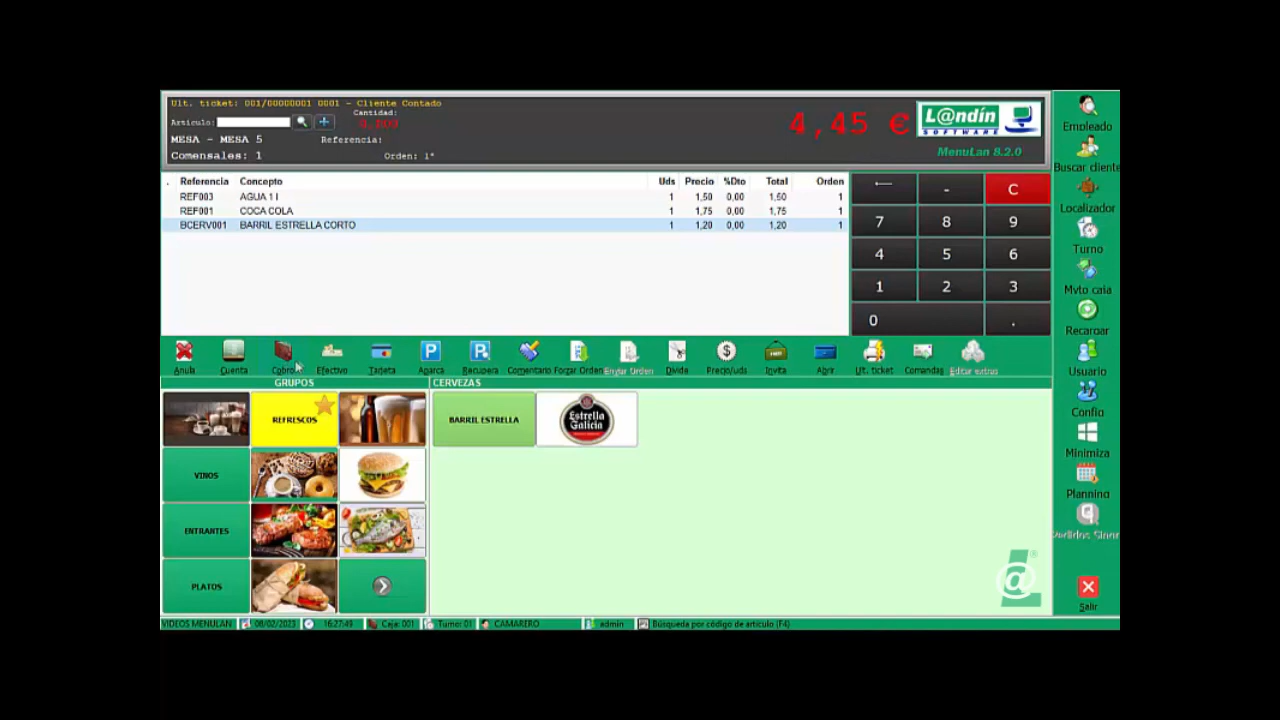 Ult. ticket: 001/00000001 0001 - Cliente Contado
Cantidad:
Artículo:
MESA - MESA 5 Referencia:
Comensales: 1 Orden: 1ª
4,45 €
L@ndín
SOFTWARE
MenuLan 8.2.0
. Referencia Concepto Uds Precio %Dto Total Orden
REF003 AGUA 1 l 1 1,50 0,00 1,50 1
REF001 COCA COLA 1 1,75 0,00 1,75 1
BCERV001 BARRIL ESTRELLA CORTO 1 1,20 0,00 1,20 1
- C
7 8 9
4 5 6
1 2 3
0 .
Anula Cuenta Cobro Efectivo Tarjeta Aparca Recupera Comentario Forzar Orden Enviar Orden Divide Precio/uds Invita Abrir Ult. ticket Comandas Editar extras
GRUPOS
CERVEZAS
REFRESCOS
VINOS
ENTRANTES
PLATOS
BARRIL ESTRELLA
Estrella
Galicia
Empleado
Buscar cliente
Localizador
Turno
Mvto caja
Recargar
Usuario
Config
Minimiza
Planning
Salir
VIDEOS MENULAN 08/02/2023 16:27:49 Caja: 001 Turno: 01 CAMARERO admin Búsqueda por código de artículo (F4)